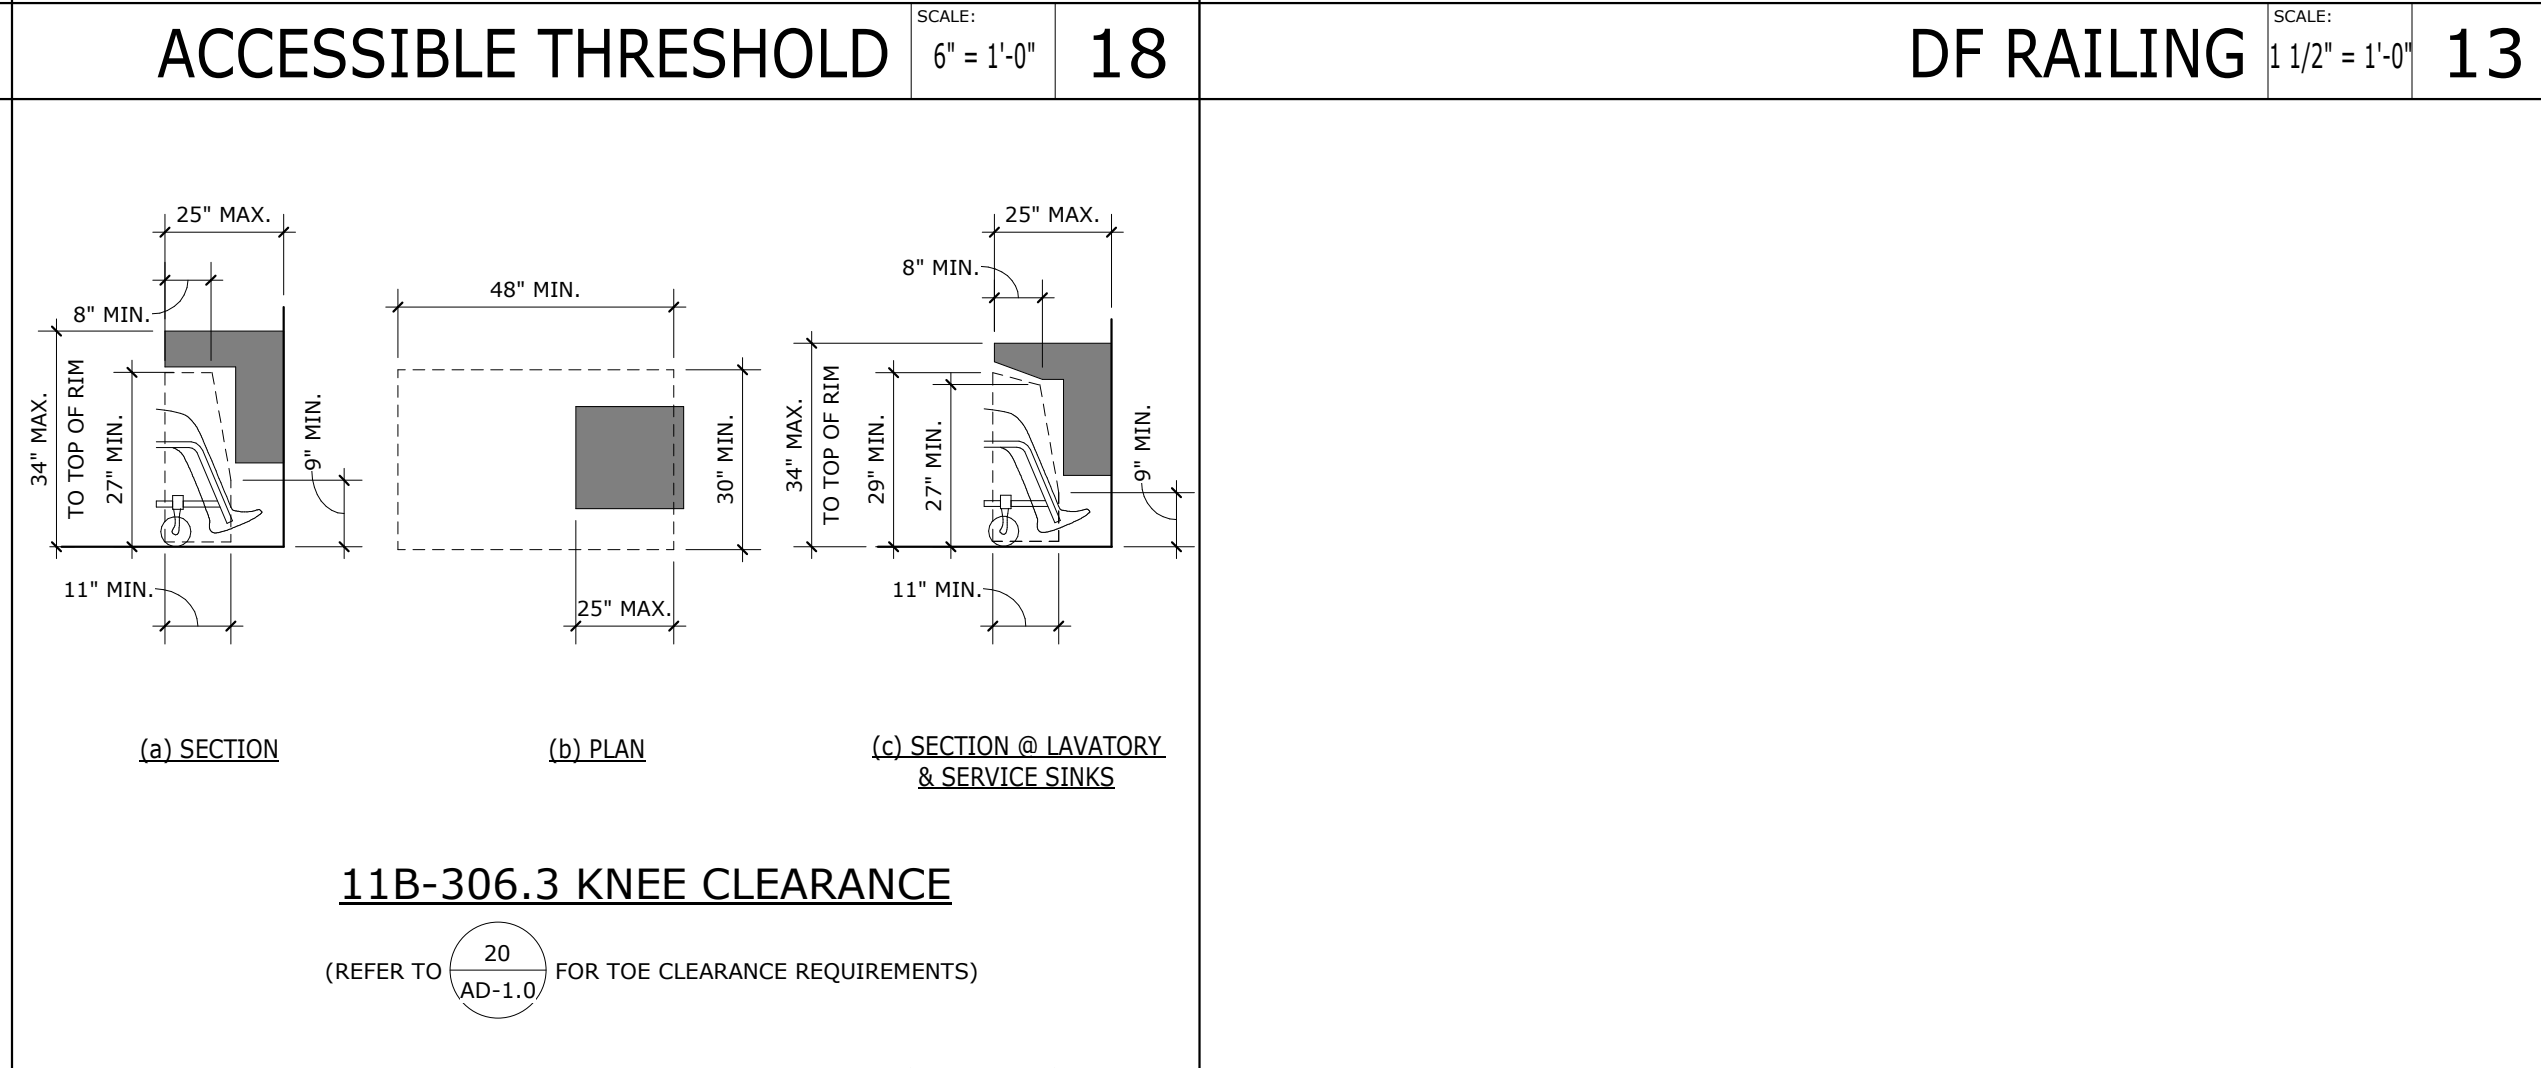 ACCESSIBLE THRESHOLD
SCALE:
6" = 1'-0"
18
DF RAILING
SCALE:
1 1/2" = 1'-0"
13
25" MAX.
8" MIN.
34" MAX.
TO TOP OF RIM
27" MIN.
9" MIN.
11" MIN.
(a) SECTION
48" MIN.
30" MIN.
25" MAX.
(b) PLAN
25" MAX.
8" MIN.
34" MAX.
TO TOP OF RIM
29" MIN.
27" MIN.
9" MIN.
11" MIN.
(c) SECTION @ LAVATORY
& SERVICE SINKS
11B-306.3 KNEE CLEARANCE
(REFER TO 20 FOR TOE CLEARANCE REQUIREMENTS)
AD-1.0